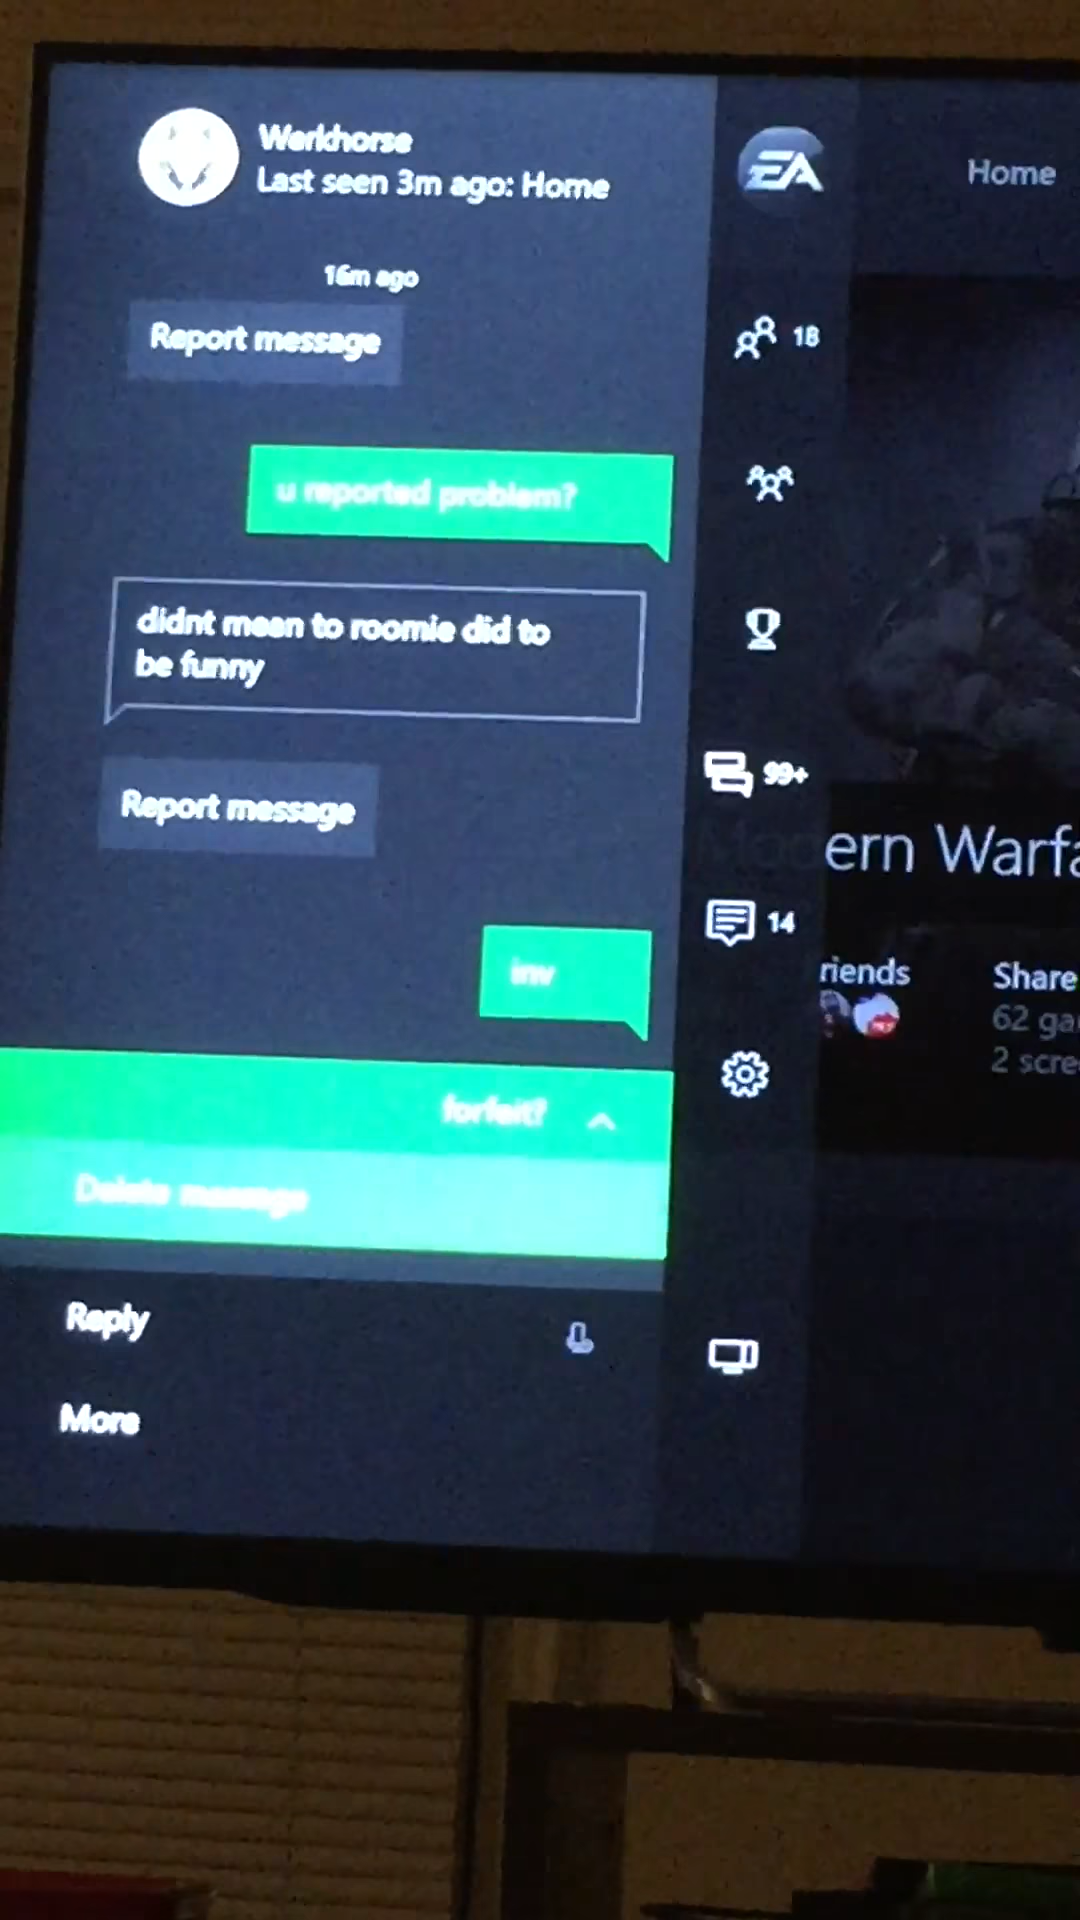 Werkhorse
Last seen 3m ago: Home
16m ago
Report message
u reported problem?
didnt mean to roomie did to
be funny
Report message
inv
forfeit?
Delete message
Reply
More
EA
Home
18
99+
Modern Warfa
14
riends
Share
62 ga
2 scre